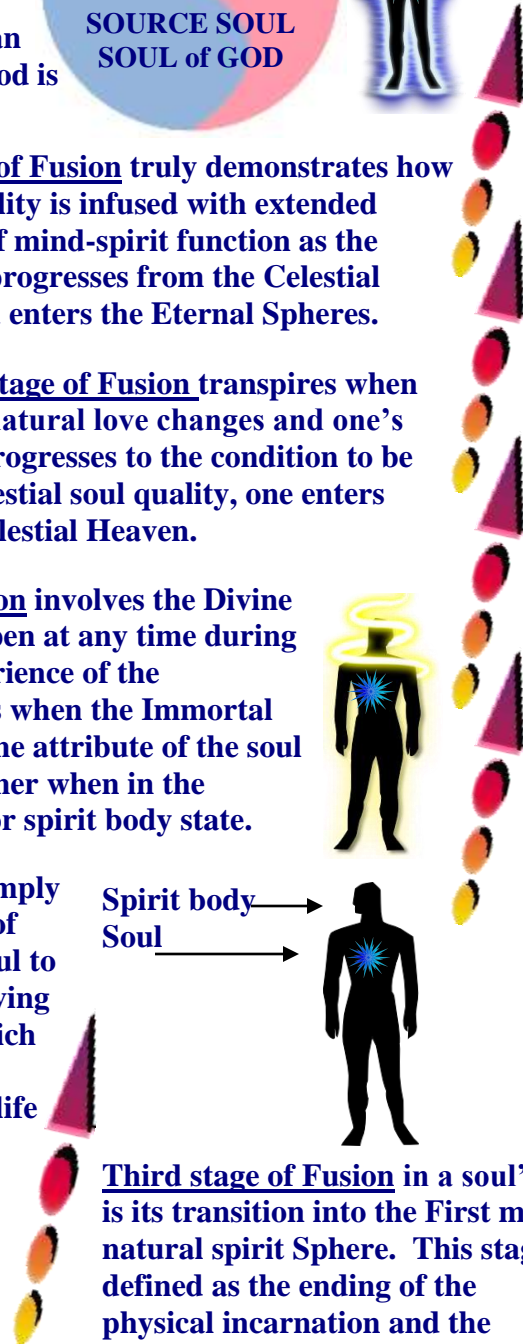 SOURCE SOUL
SOUL of GOD
an
od is
of Fusion truly demonstrates how
lity is infused with extended
f mind-spirit function as the
progresses from the Celestial
enters the Eternal Spheres.
tage of Fusion transpires when
natural love changes and one's
rogresses to the condition to be
estial soul quality, one enters
lestial Heaven.
on involves the Divine
pen at any time during
rience of the
s when the Immortal
ne attribute of the soul
her when in the
or spirit body state.
mply
of
ul to
ving
ich
life
Spirit body
Soul
Third stage of Fusion in a soul'
is its transition into the First m
natural spirit Sphere. This stag
defined as the ending of the
physical incarnation and the